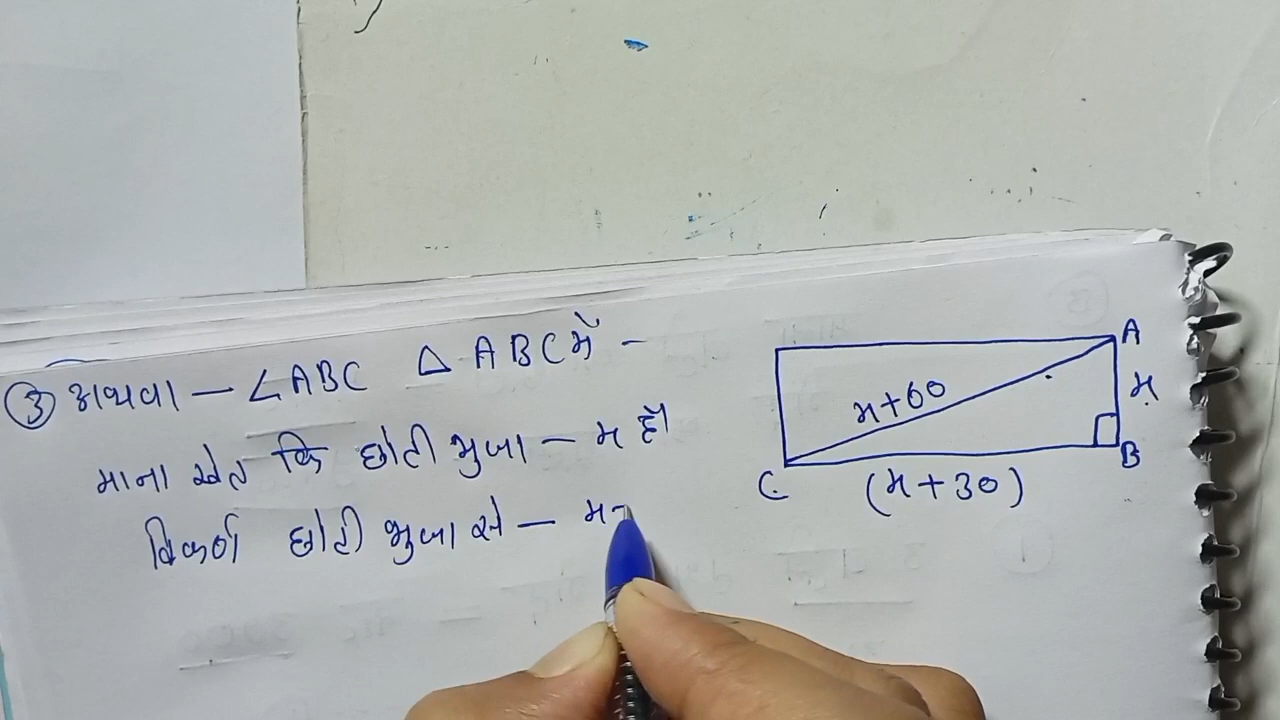 ③ अथवा — ∠ABC △ ABC में —
माना खेत कि छोटी भुजा — x हो
विकर्ण छोटी भुजा से — x
A
x
x+60
B
C
(x+30)